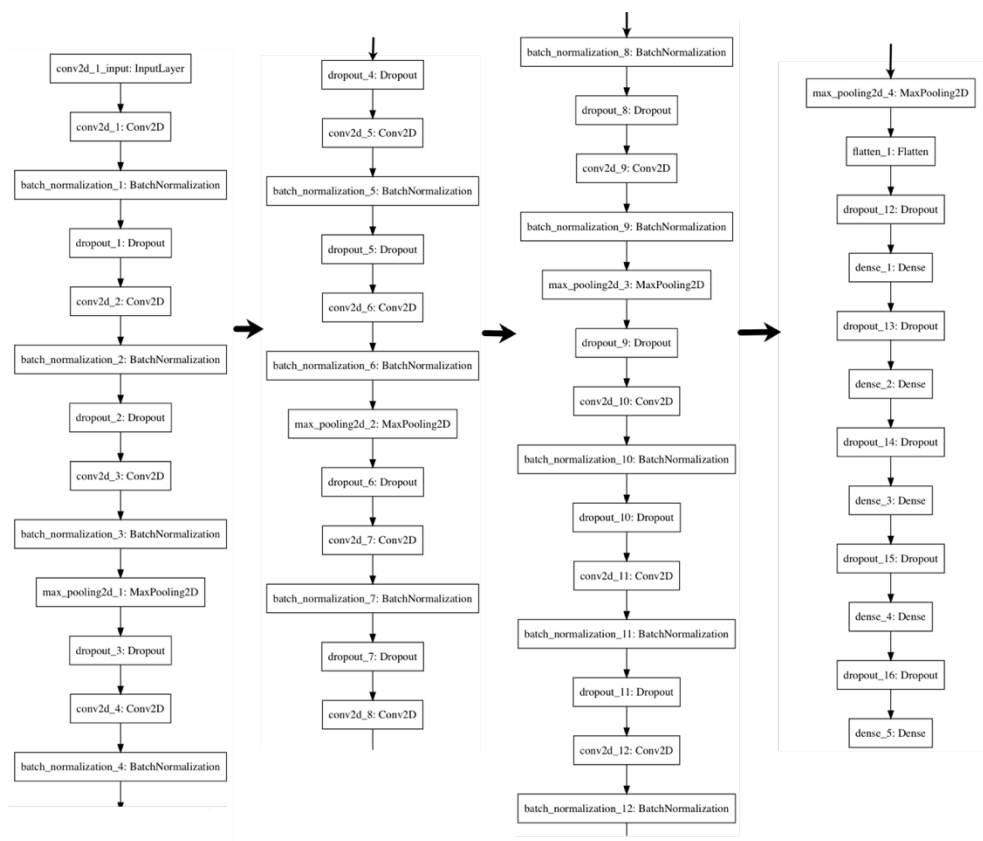 conv2d_1_input: InputLayer
conv2d_1: Conv2D
batch_normalization_1: BatchNormalization
dropout_1: Dropout
conv2d_2: Conv2D
batch_normalization_2: BatchNormalization
dropout_2: Dropout
conv2d_3: Conv2D
batch_normalization_3: BatchNormalization
max_pooling2d_1: MaxPooling2D
dropout_3: Dropout
conv2d_4: Conv2D
batch_normalization_4: BatchNormalization
dropout_4: Dropout
conv2d_5: Conv2D
batch_normalization_5: BatchNormalization
dropout_5: Dropout
conv2d_6: Conv2D
batch_normalization_6: BatchNormalization
max_pooling2d_2: MaxPooling2D
dropout_6: Dropout
conv2d_7: Conv2D
batch_normalization_7: BatchNormalization
dropout_7: Dropout
conv2d_8: Conv2D
batch_normalization_8: BatchNormalization
dropout_8: Dropout
conv2d_9: Conv2D
batch_normalization_9: BatchNormalization
max_pooling2d_3: MaxPooling2D
dropout_9: Dropout
conv2d_10: Conv2D
batch_normalization_10: BatchNormalization
dropout_10: Dropout
conv2d_11: Conv2D
batch_normalization_11: BatchNormalization
dropout_11: Dropout
conv2d_12: Conv2D
batch_normalization_12: BatchNormalization
max_pooling2d_4: MaxPooling2D
flatten_1: Flatten
dropout_12: Dropout
dense_1: Dense
dropout_13: Dropout
dense_2: Dense
dropout_14: Dropout
dense_3: Dense
dropout_15: Dropout
dense_4: Dense
dropout_16: Dropout
dense_5: Dense